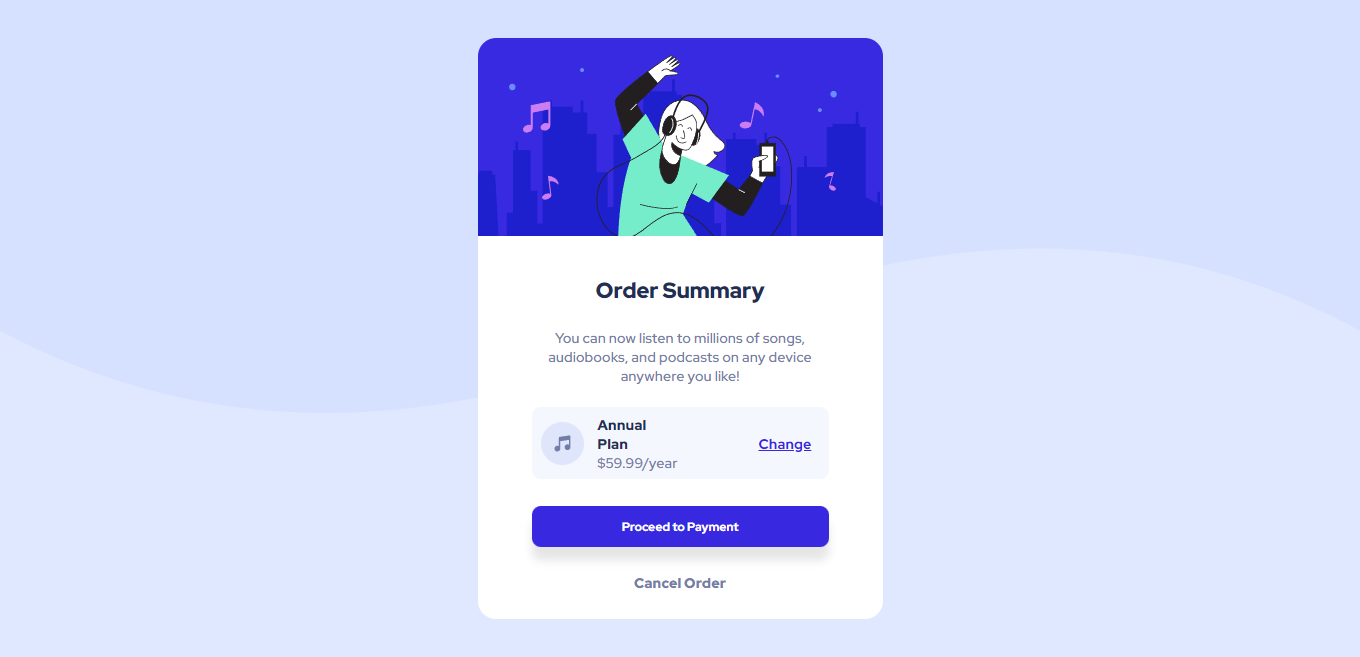 Order Summary
You can now listen to millions of songs,
audiobooks, and podcasts on any device
anywhere you like!
Annual
Plan
$59.99/year
Change
Proceed to Payment
Cancel Order